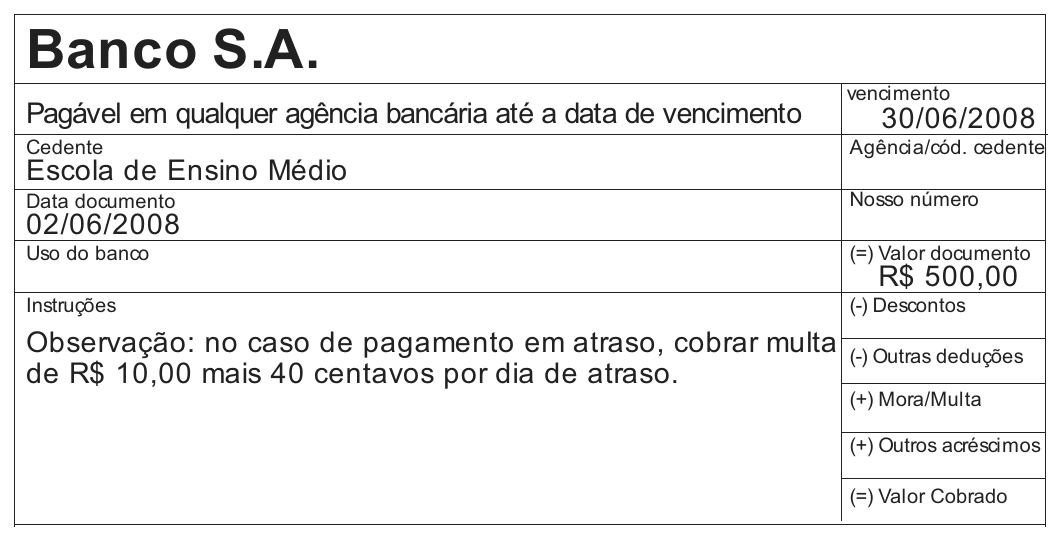 Banco S.A.
Pagável em qualquer agência bancária até a data de vencimento
vencimento
30/06/2008
Cedente
Escola de Ensino Médio
Agência/cód. cedente
Data documento
02/06/2008
Nosso número
Uso do banco
(=) Valor documento
R$ 500,00
Instruções
Observação: no caso de pagamento em atraso, cobrar multa
de R$ 10,00 mais 40 centavos por dia de atraso.
(-) Descontos
(-) Outras deduções
(+) Mora/Multa
(+) Outros acréscimos
(=) Valor Cobrado